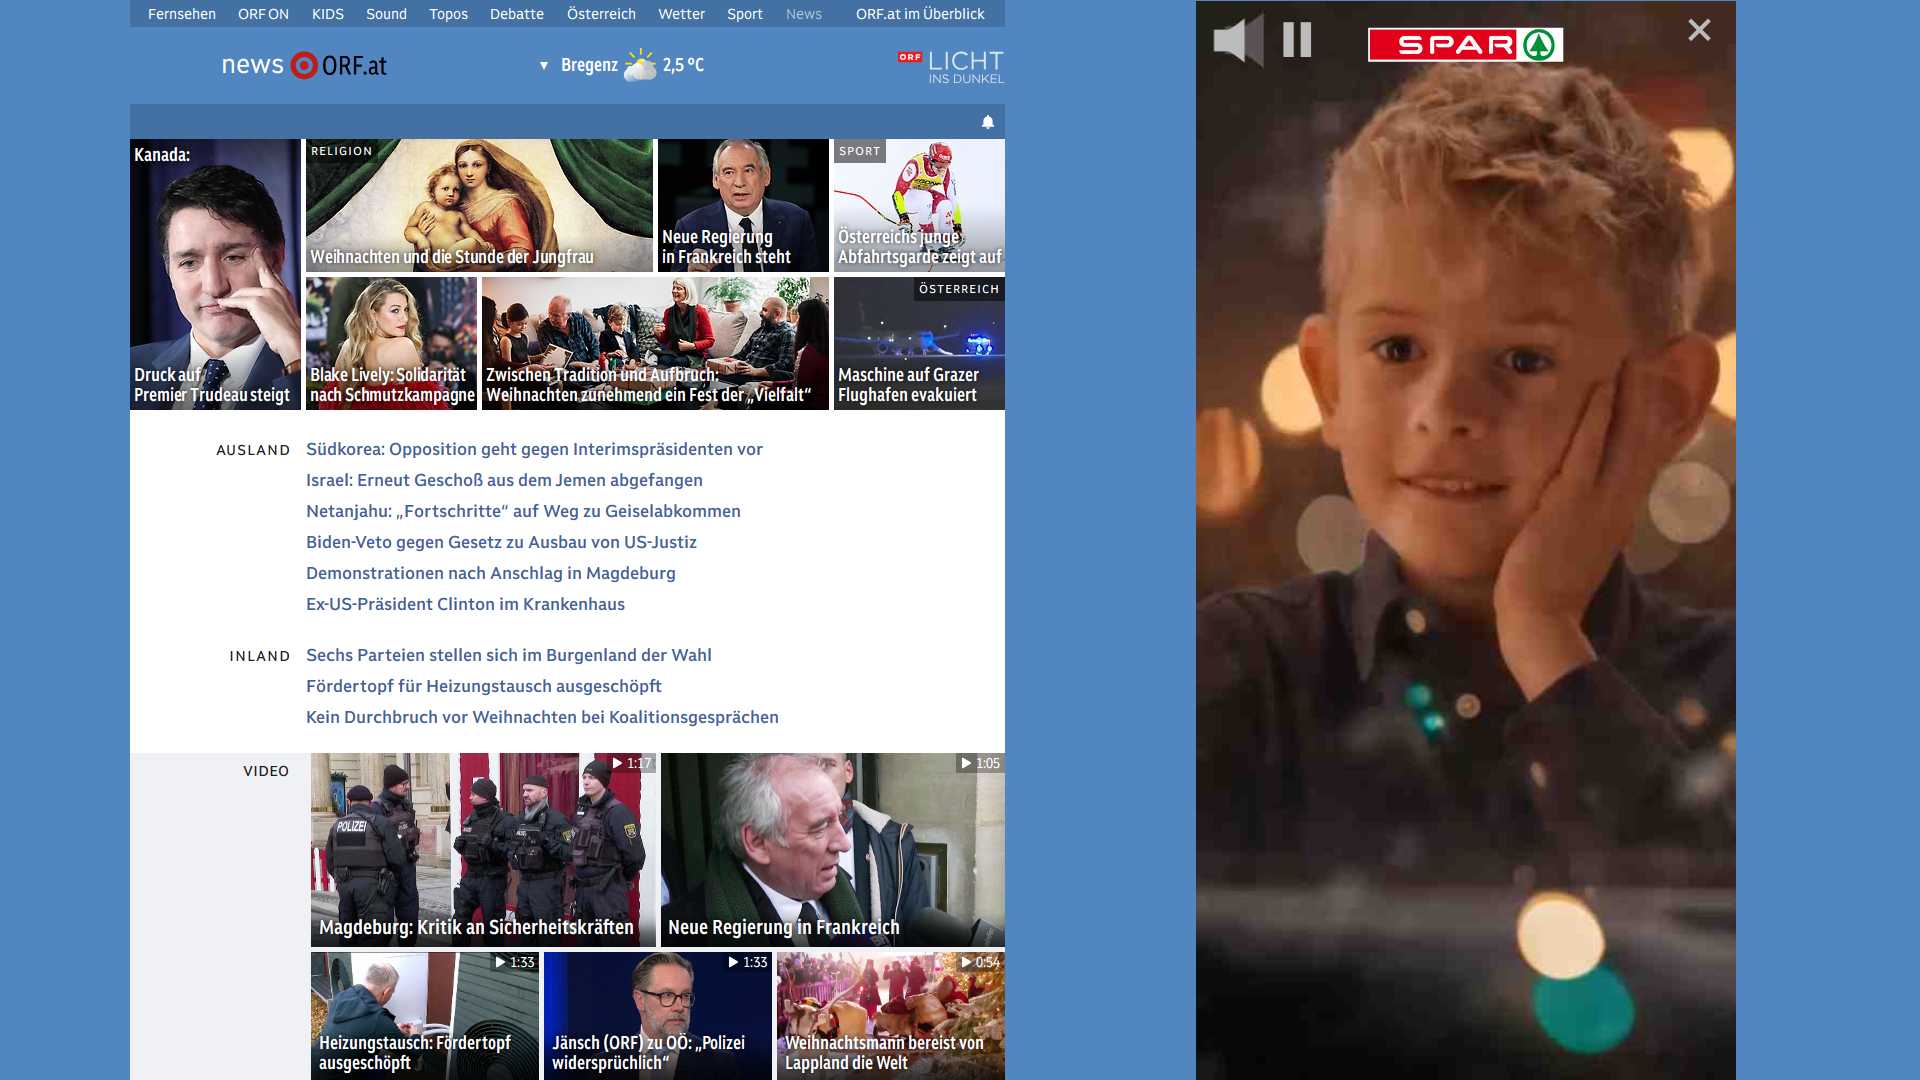 Fernsehen ORF ON KIDS Sound Topos Debatte Österreich Wetter Sport News ORF.at im Überblick
news ORF.at
Bregenz 2,5 °C
ORF LICHT
INS DUNKEL
Kanada:
Druck auf
Premier Trudeau steigt
RELIGION
Weihnachten und die Stunde der Jungfrau
Neue Regierung
in Frankreich steht
SPORT
Österreichs junge
Abfahrtsgarde zeigt auf
Blake Lively: Solidarität
nach Schmutzkampagne
Zwischen Tradition und Aufbruch:
Weihnachten zunehmend ein Fest der „Vielfalt“
ÖSTERREICH
Maschine auf Grazer
Flughafen evakuiert
AUSLAND
Südkorea: Opposition geht gegen Interimspräsidenten vor
Israel: Erneut Geschoß aus dem Jemen abgefangen
Netanjahu: „Fortschritte“ auf Weg zu Geiselabkommen
Biden-Veto gegen Gesetz zu Ausbau von US-Justiz
Demonstrationen nach Anschlag in Magdeburg
Ex-US-Präsident Clinton im Krankenhaus
INLAND
Sechs Parteien stellen sich im Burgenland der Wahl
Fördertopf für Heizungstausch ausgeschöpft
Kein Durchbruch vor Weihnachten bei Koalitionsgesprächen
VIDEO
1:17
POLIZEI
Magdeburg: Kritik an Sicherheitskräften
1:05
Neue Regierung in Frankreich
1:33
Heizungstausch: Fördertopf
ausgeschöpft
1:33
Jänsch (ORF) zu OÖ: „Polizei
widersprüchlich“
0:54
Weihnachtsmann bereist von
Lappland die Welt
SPAR